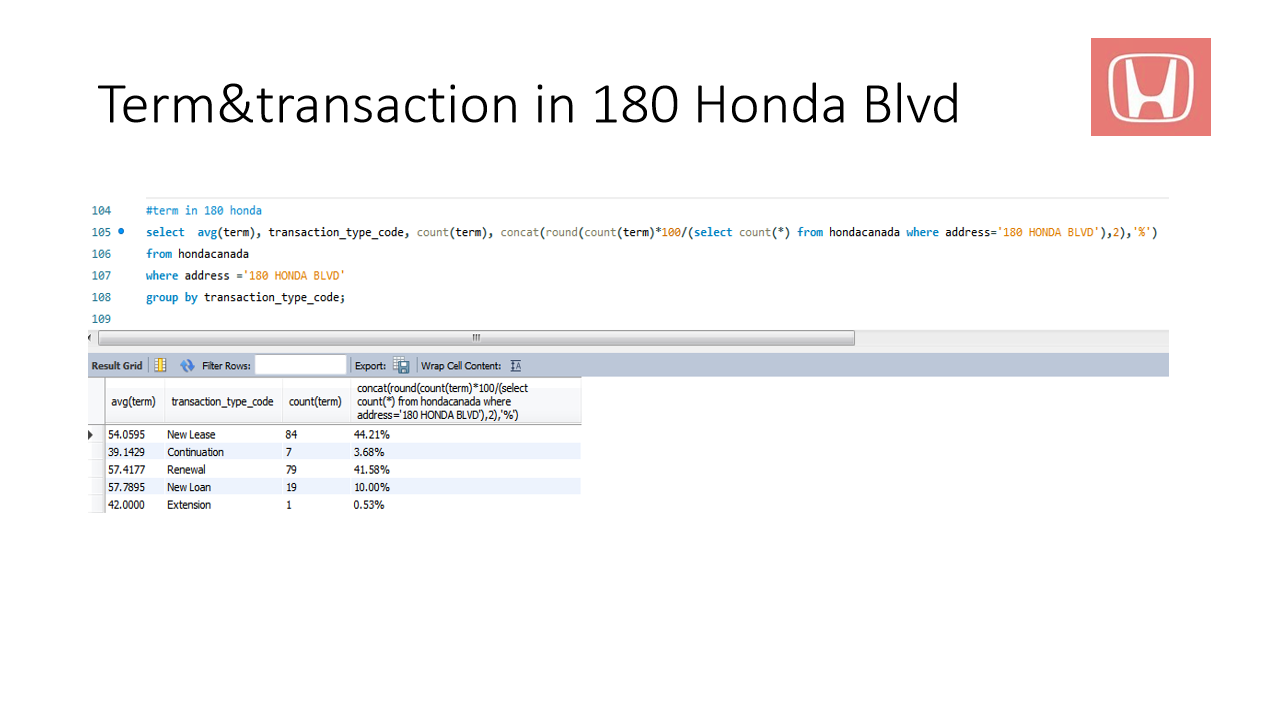 Term&transaction in 180 Honda Blvd
104 #term in 180 honda
105 select avg(term), transaction_type_code, count(term), concat(round(count(term)*100/(select count(*) from hondacanada where address='180 HONDA BLVD'),2),'%')
106 from hondacanada
107 where address ='180 HONDA BLVD'
108 group by transaction_type_code;
109
Result Grid Filter Rows: Export: Wrap Cell Content: IA
avg(term) transaction_type_code count(term) concat(round(count(term)*100/(select
count(*) from hondacanada where
address='180 HONDA BLVD'),2),'%')
54.0595 New Lease 84 44.21%
39.1429 Continuation 7 3.68%
57.4177 Renewal 79 41.58%
57.7895 New Loan 19 10.00%
42.0000 Extension 1 0.53%